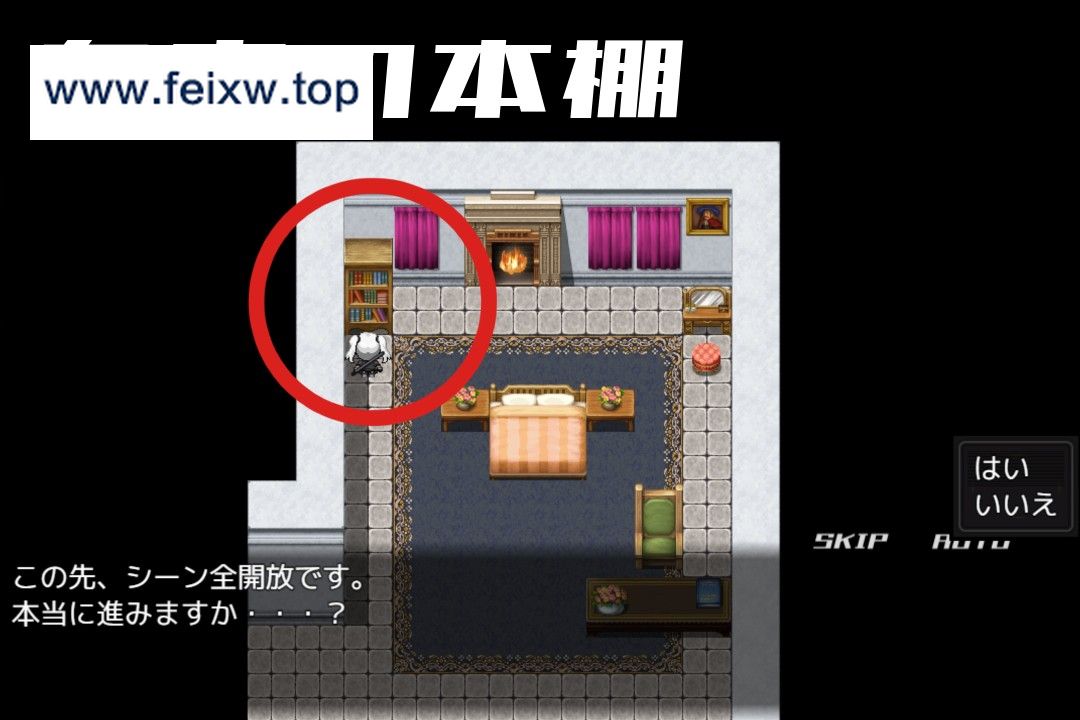 www.feixw.top
本棚
はい
いいえ
SKIP AUTO
この先、シーン全開放です。
本当に進みますか・・・？